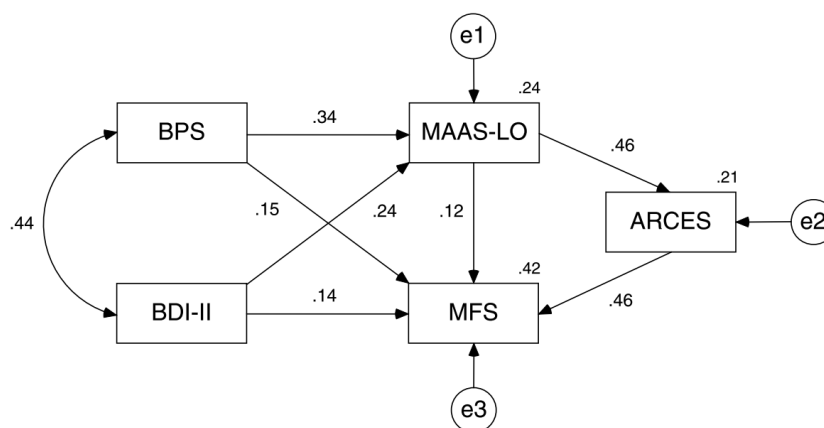 e1
.24
BPS
.34
MAAS-LO
.46
.21
.44
.15
.24
.12
ARCES
e2
.42
BDI-II
.14
MFS
.46
e3